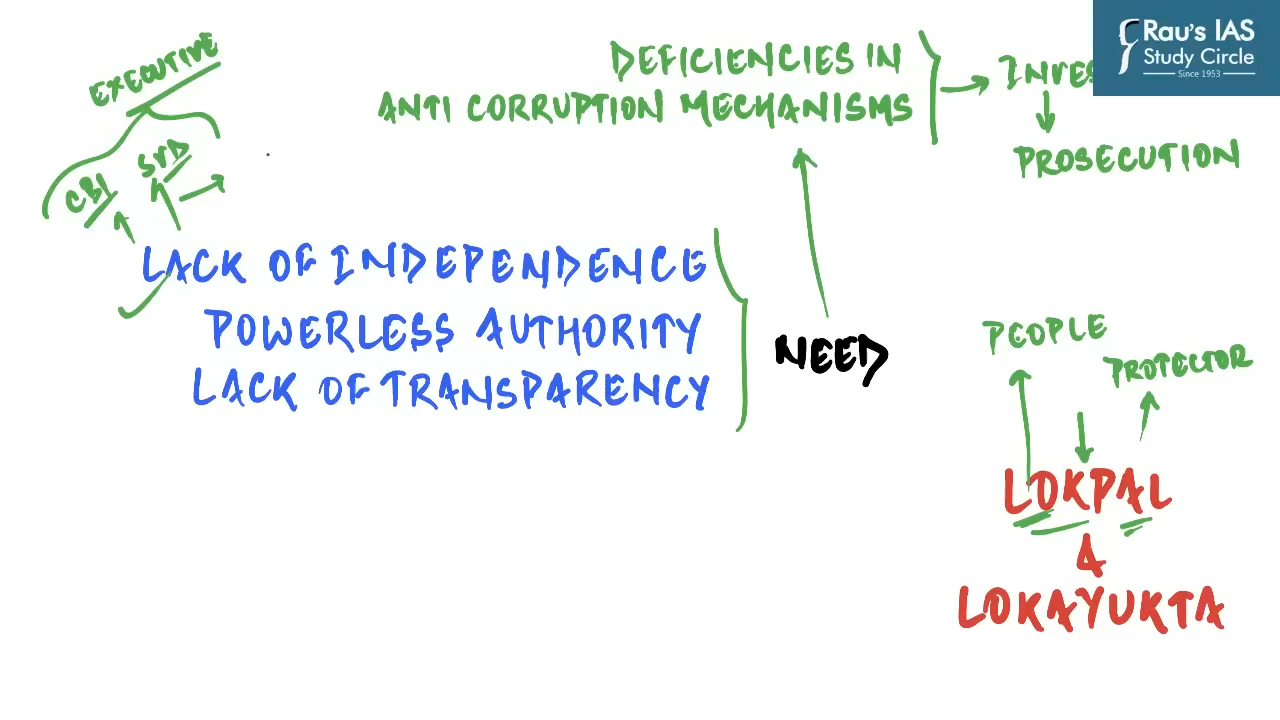 EXECUTIVE
CBI
SVD
DEFICIENCIES IN
ANTI CORRUPTION MECHANISMS
INVES
PROSECUTION
Rau's IAS
Study Circle
Since 1953
LACK OF INDEPENDENCE
POWERLESS AUTHORITY
LACK OF TRANSPARENCY
NEED
PEOPLE
PROTECTOR
LOKPAL
&
LOKAYUKTA